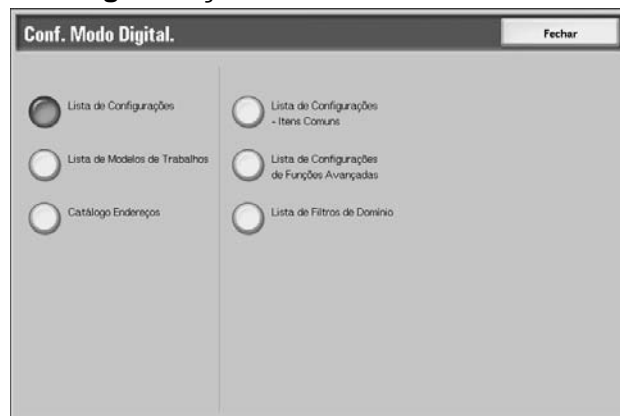 Conf. Modo Digital.
Fechar
Lista de Configurações
Lista de Modelos de Trabalhos
Catálogo Endereços
Lista de Configurações
- Itens Comuns
Lista de Configurações
de Funções Avançadas
Lista de Filtros de Domínio